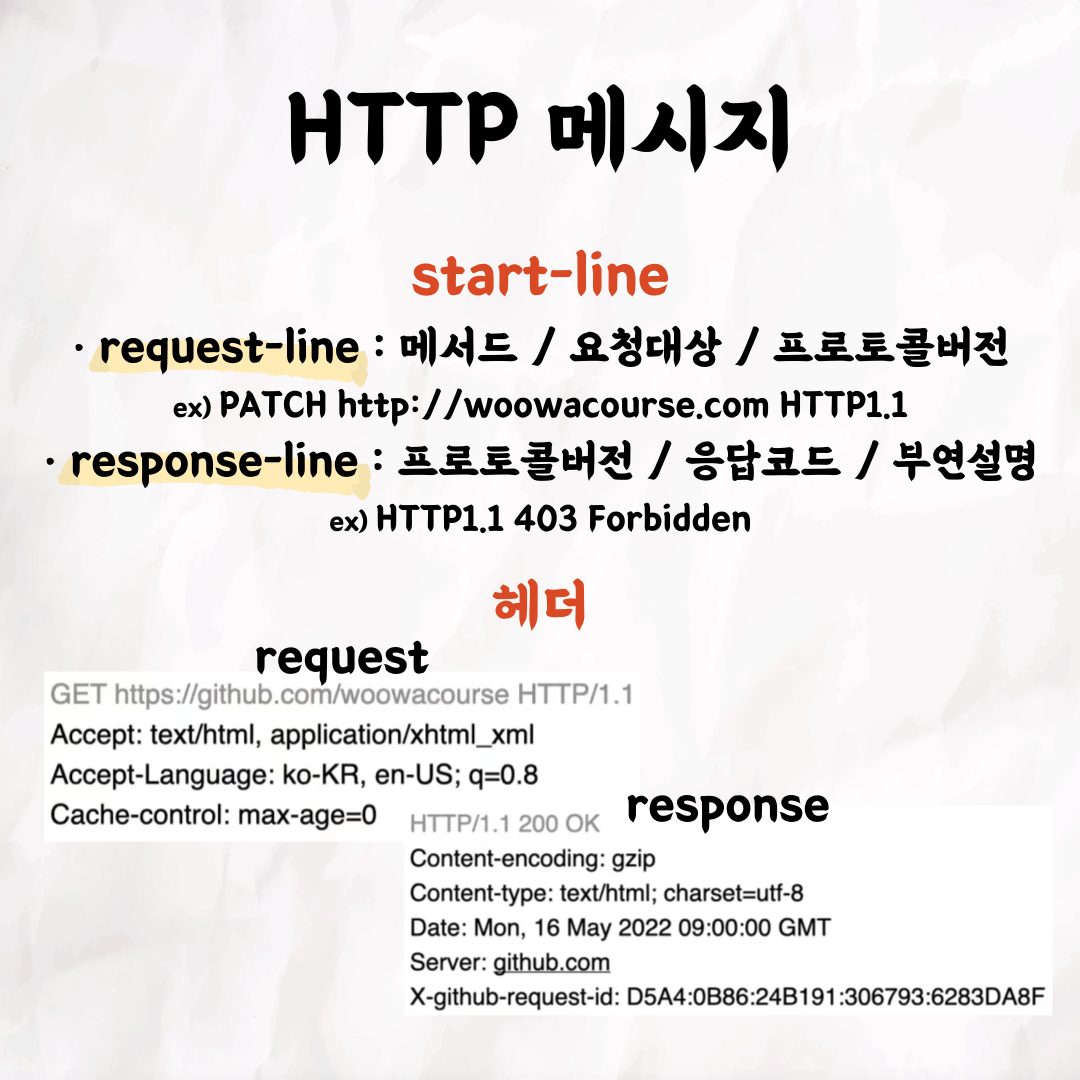 HTTP 메시지
start-line
· request-line : 메서드 / 요청대상 / 프로토콜버전
ex) PATCH http://woowacourse.com HTTP1.1
· response-line : 프로토콜버전 / 응답코드 / 부연설명
ex) HTTP1.1 403 Forbidden
헤더
request
GET https://github.com/woowacourse HTTP/1.1
Accept: text/html, application/xhtml_xml
Accept-Language: ko-KR, en-US; q=0.8
Cache-control: max-age=0
response
HTTP/1.1 200 OK
Content-encoding: gzip
Content-type: text/html; charset=utf-8
Date: Mon, 16 May 2022 09:00:00 GMT
Server: github.com
X-github-request-id: D5A4:0B86:24B191:306793:6283DA8F